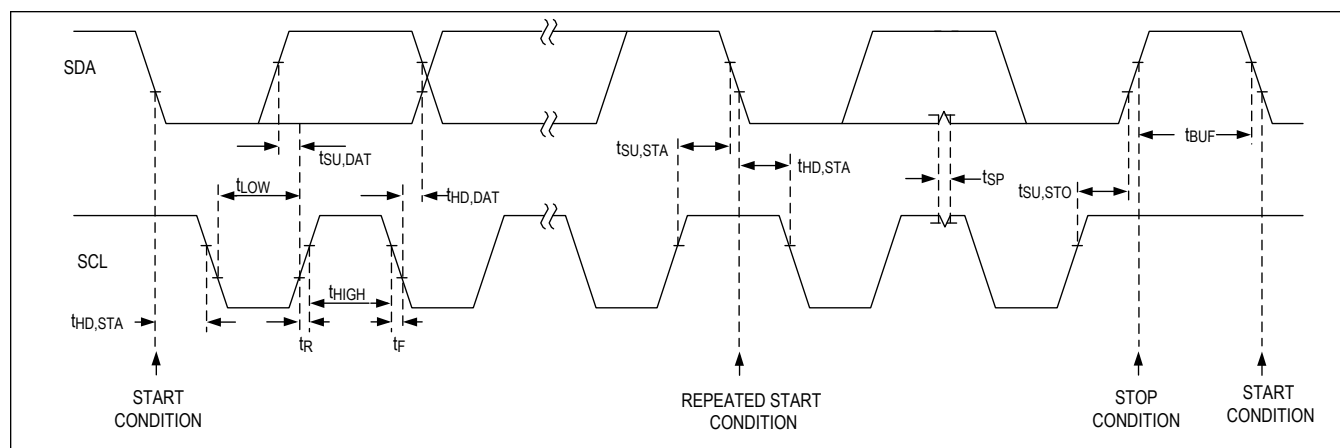 SDA
tSU,DAT
tLOW
tHD,DAT
tSU,STA
tHD,STA
tSP
tSU,STO
tBUF
SCL
tHD,STA
tR
tHIGH
tF
START
CONDITION
REPEATED START
CONDITION
STOP
CONDITION
START
CONDITION